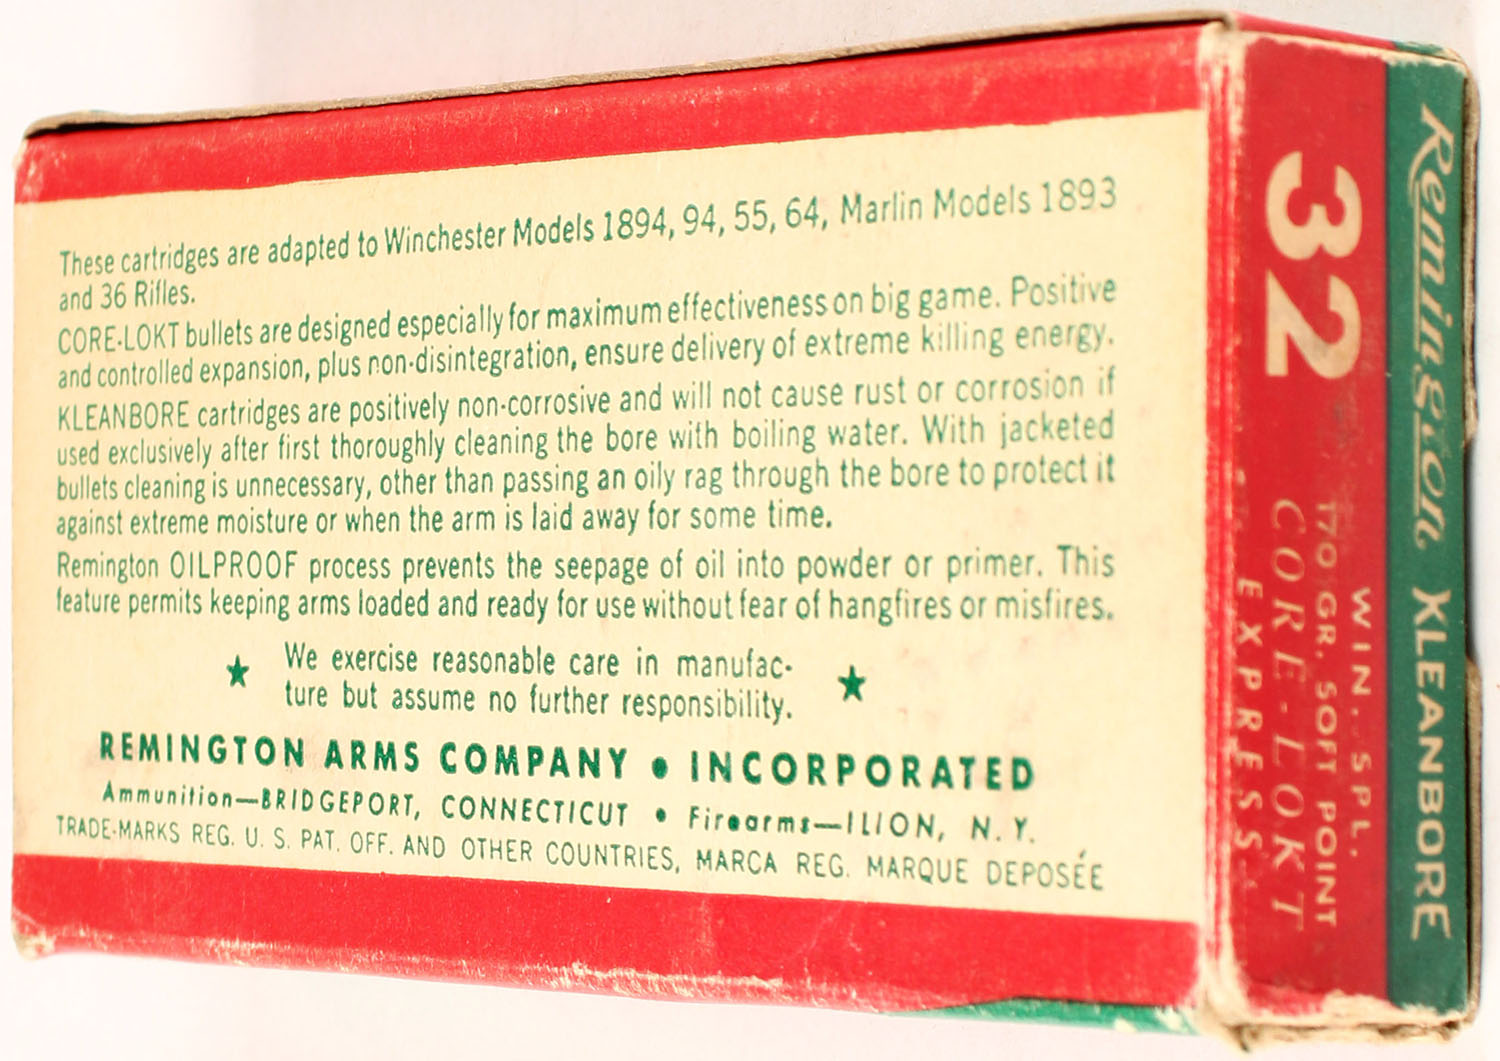 These cartridges are adapted to Winchester Models 1894, 94, 55, 64, Marlin Models 1893
and 36 Rifles.
CORE-LOKT bullets are designed especially for maximum effectiveness on big game. Positive
and controlled expansion, plus non-disintegration, ensure delivery of extreme killing energy.
KLEANBORE cartridges are positively non-corrosive and will not cause rust or corrosion if
used exclusively after first thoroughly cleaning the bore with boiling water. With jacketed
bullets cleaning is unnecessary, other than passing an oily rag through the bore to protect it
against extreme moisture or when the arm is laid away for some time.
Remington OILPROOF process prevents the seepage of oil into powder or primer. This
feature permits keeping arms loaded and ready for use without fear of hangfires or misfires.
★ We exercise reasonable care in manufac- ★
ture but assume no further responsibility.
REMINGTON ARMS COMPANY • INCORPORATED
Ammunition—BRIDGEPORT, CONNECTICUT • Firearms—ILION, N. Y.
TRADE-MARKS REG. U. S. PAT. OFF. AND OTHER COUNTRIES, MARCA REG. MARQUE DEPOSÉE
Remington KLEANBORE
32 WIN. SPL.
170 GR. SOFT POINT
CORE-LOKT
EXPRESS